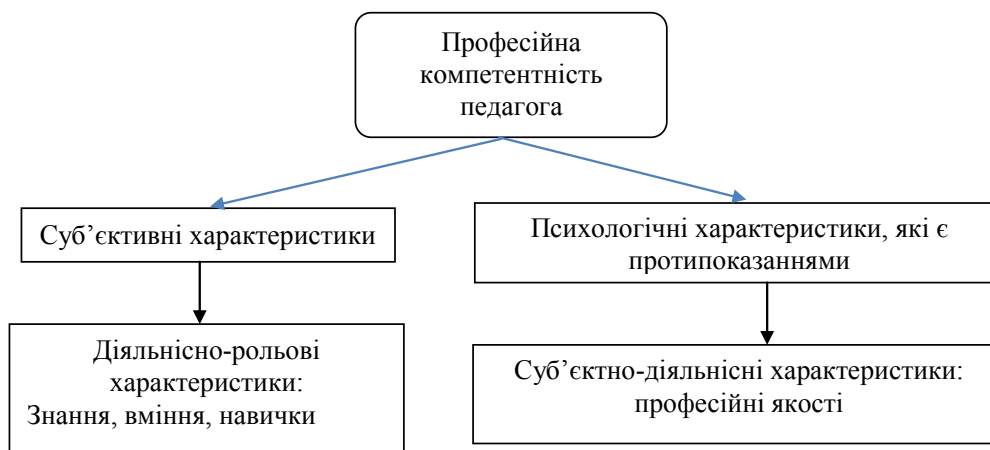 Професійна
компетентність
педагога
Суб’єктивні характеристики
Психологічні характеристики, які є
протипоказаннями
Діяльнісно-рольові
характеристики:
Знання, вміння, навички
Суб’єктно-діяльнісні характеристики:
професійні якості